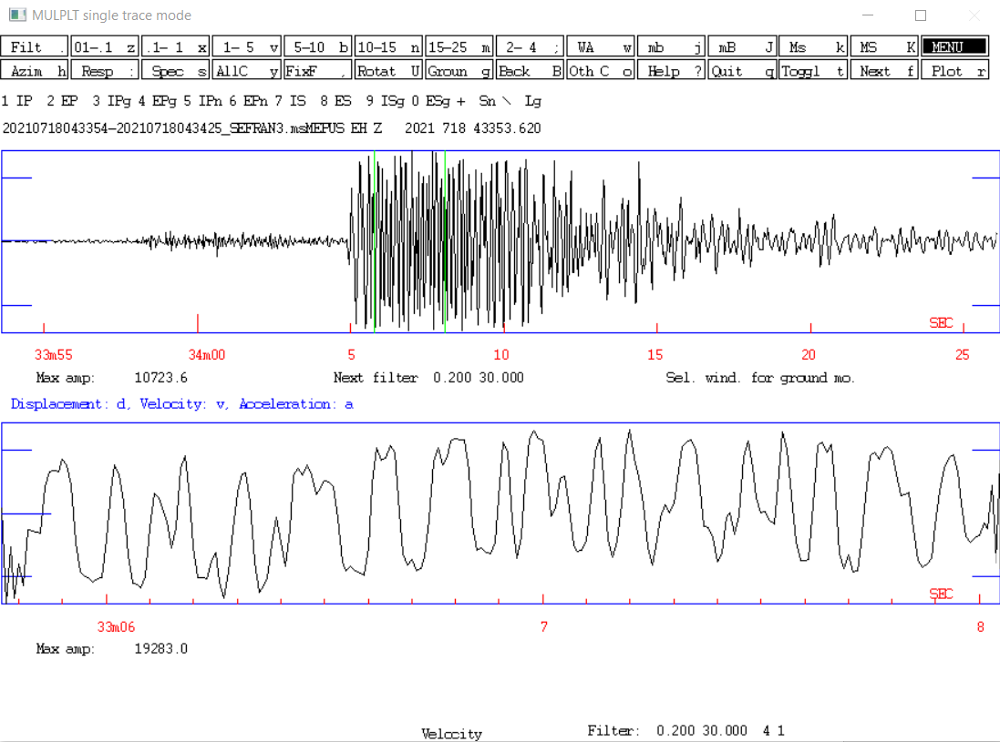 MULPLT single trace mode
Filt . 01-.1 z .1- 1 x 1- 5 v 5-10 b 10-15 n 15-25 m 2- 4 ; WA w mb j mB J Ms k MS K MENU
Azim h Resp : Spec s AllC y FixF , Rotat U Groun g Back B Oth C o Help ? Quit q Toggl t Next f Plot r
1 IP 2 EP 3 IPg 4 EPg 5 IPn 6 EPn 7 IS 8 ES 9 ISg 0 ESg + Sn \ Lg
20210718043354-20210718043425_SEFRAN3.msMEPUS EH Z 2021 718 43353.620
SEC
33m55 34m00 5 10 15 20 25
Max amp: 10723.6 Next filter 0.200 30.000 Sel. wind. for ground mo.
Displacement: d, Velocity: v, Acceleration: a
SEC
33m06 7 8
Max amp: 19283.0
Velocity Filter: 0.200 30.000 4 1